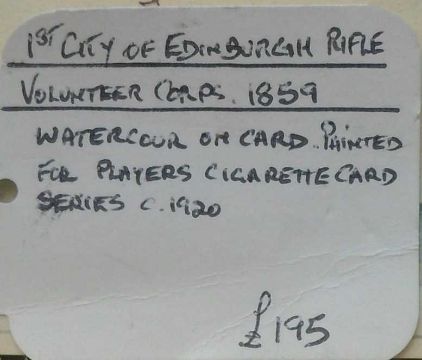 1ST CITY OF EDINBURGH RIFLE
VOLUNTEER CORPS. 1859
WATERCOUR ON CARD. PAINTED
FOR PLAYERS CIGARETTE CARD
SERIES C. 1920
£195